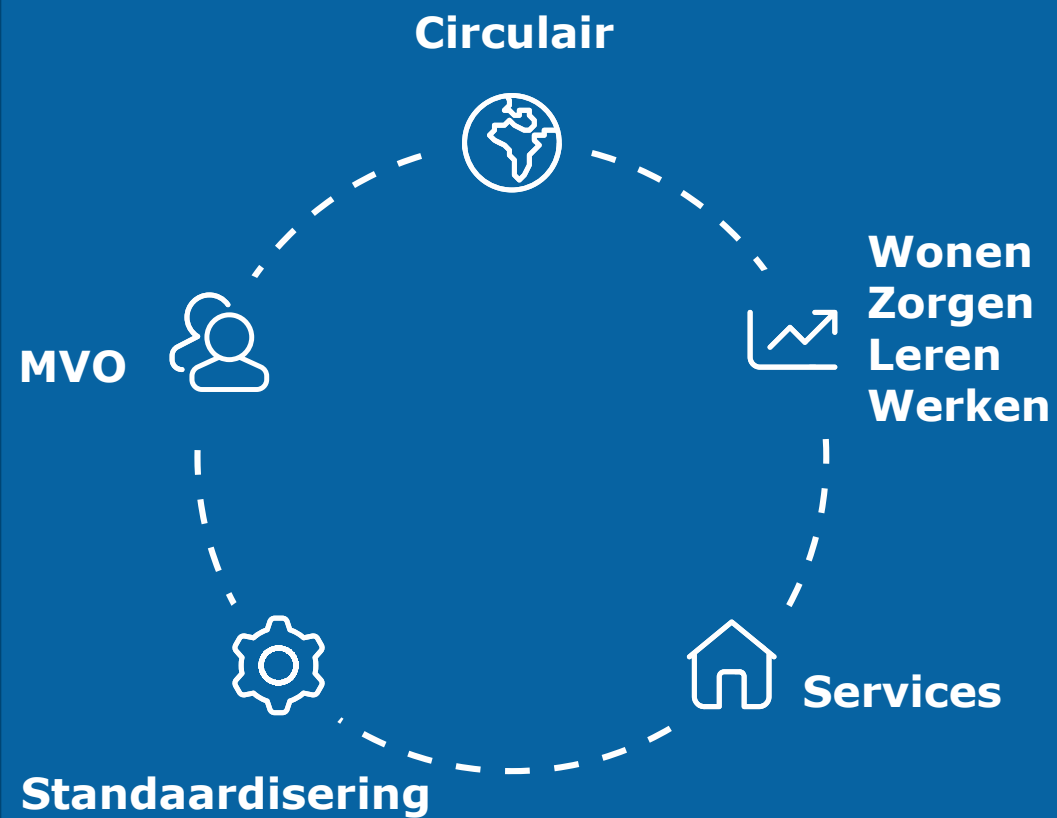 Circulair
Wonen
Zorgen
Leren
Werken
MVO
Services
Standaardisering